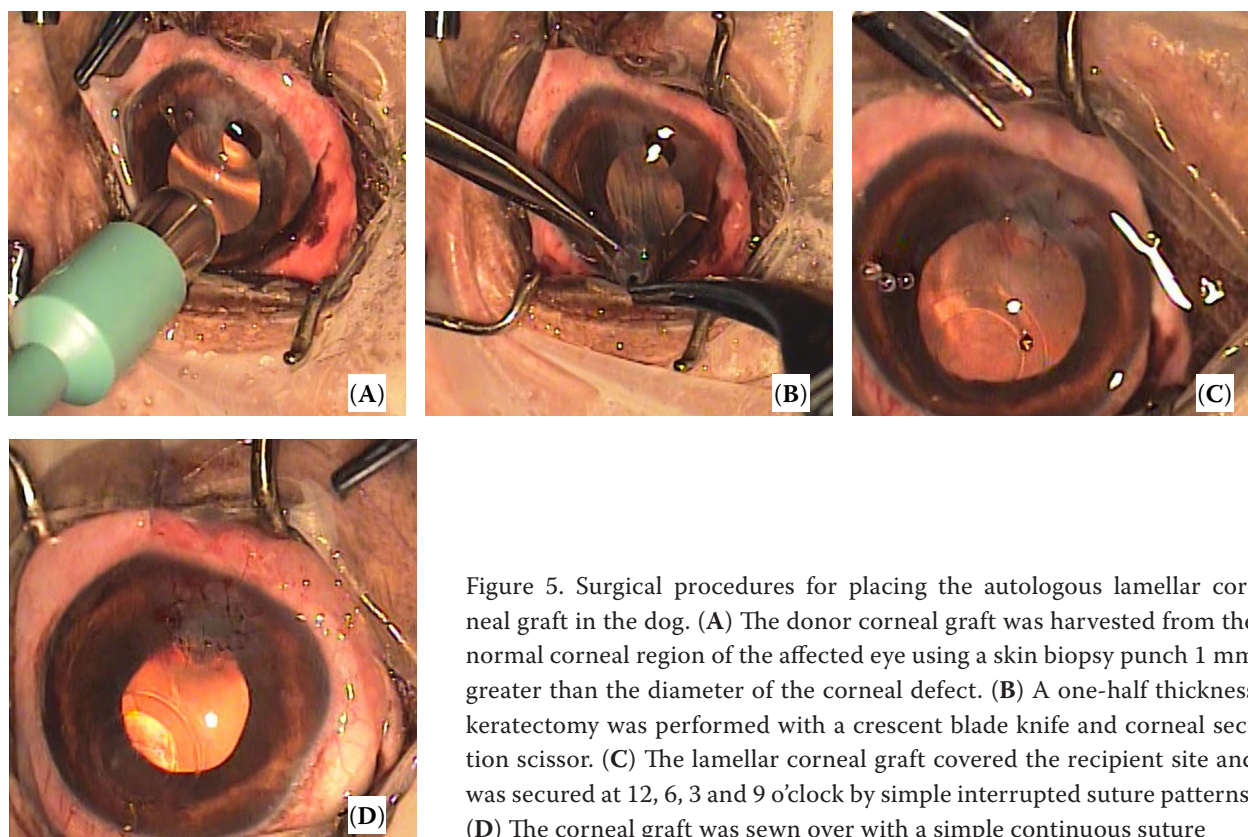 (A)
(B)
(C)
(D)
Figure 5. Surgical procedures for placing the autologous lamellar cor
neal graft in the dog. (A) The donor corneal graft was harvested from the
normal corneal region of the affected eye using a skin biopsy punch 1 mm
greater than the diameter of the corneal defect. (B) A one-half thickness
keratectomy was performed with a crescent blade knife and corneal sec
tion scissor. (C) The lamellar corneal graft covered the recipient site and
was secured at 12, 6, 3 and 9 o’clock by simple interrupted suture patterns
(D) The corneal graft was sewn over with a simple continuous suture